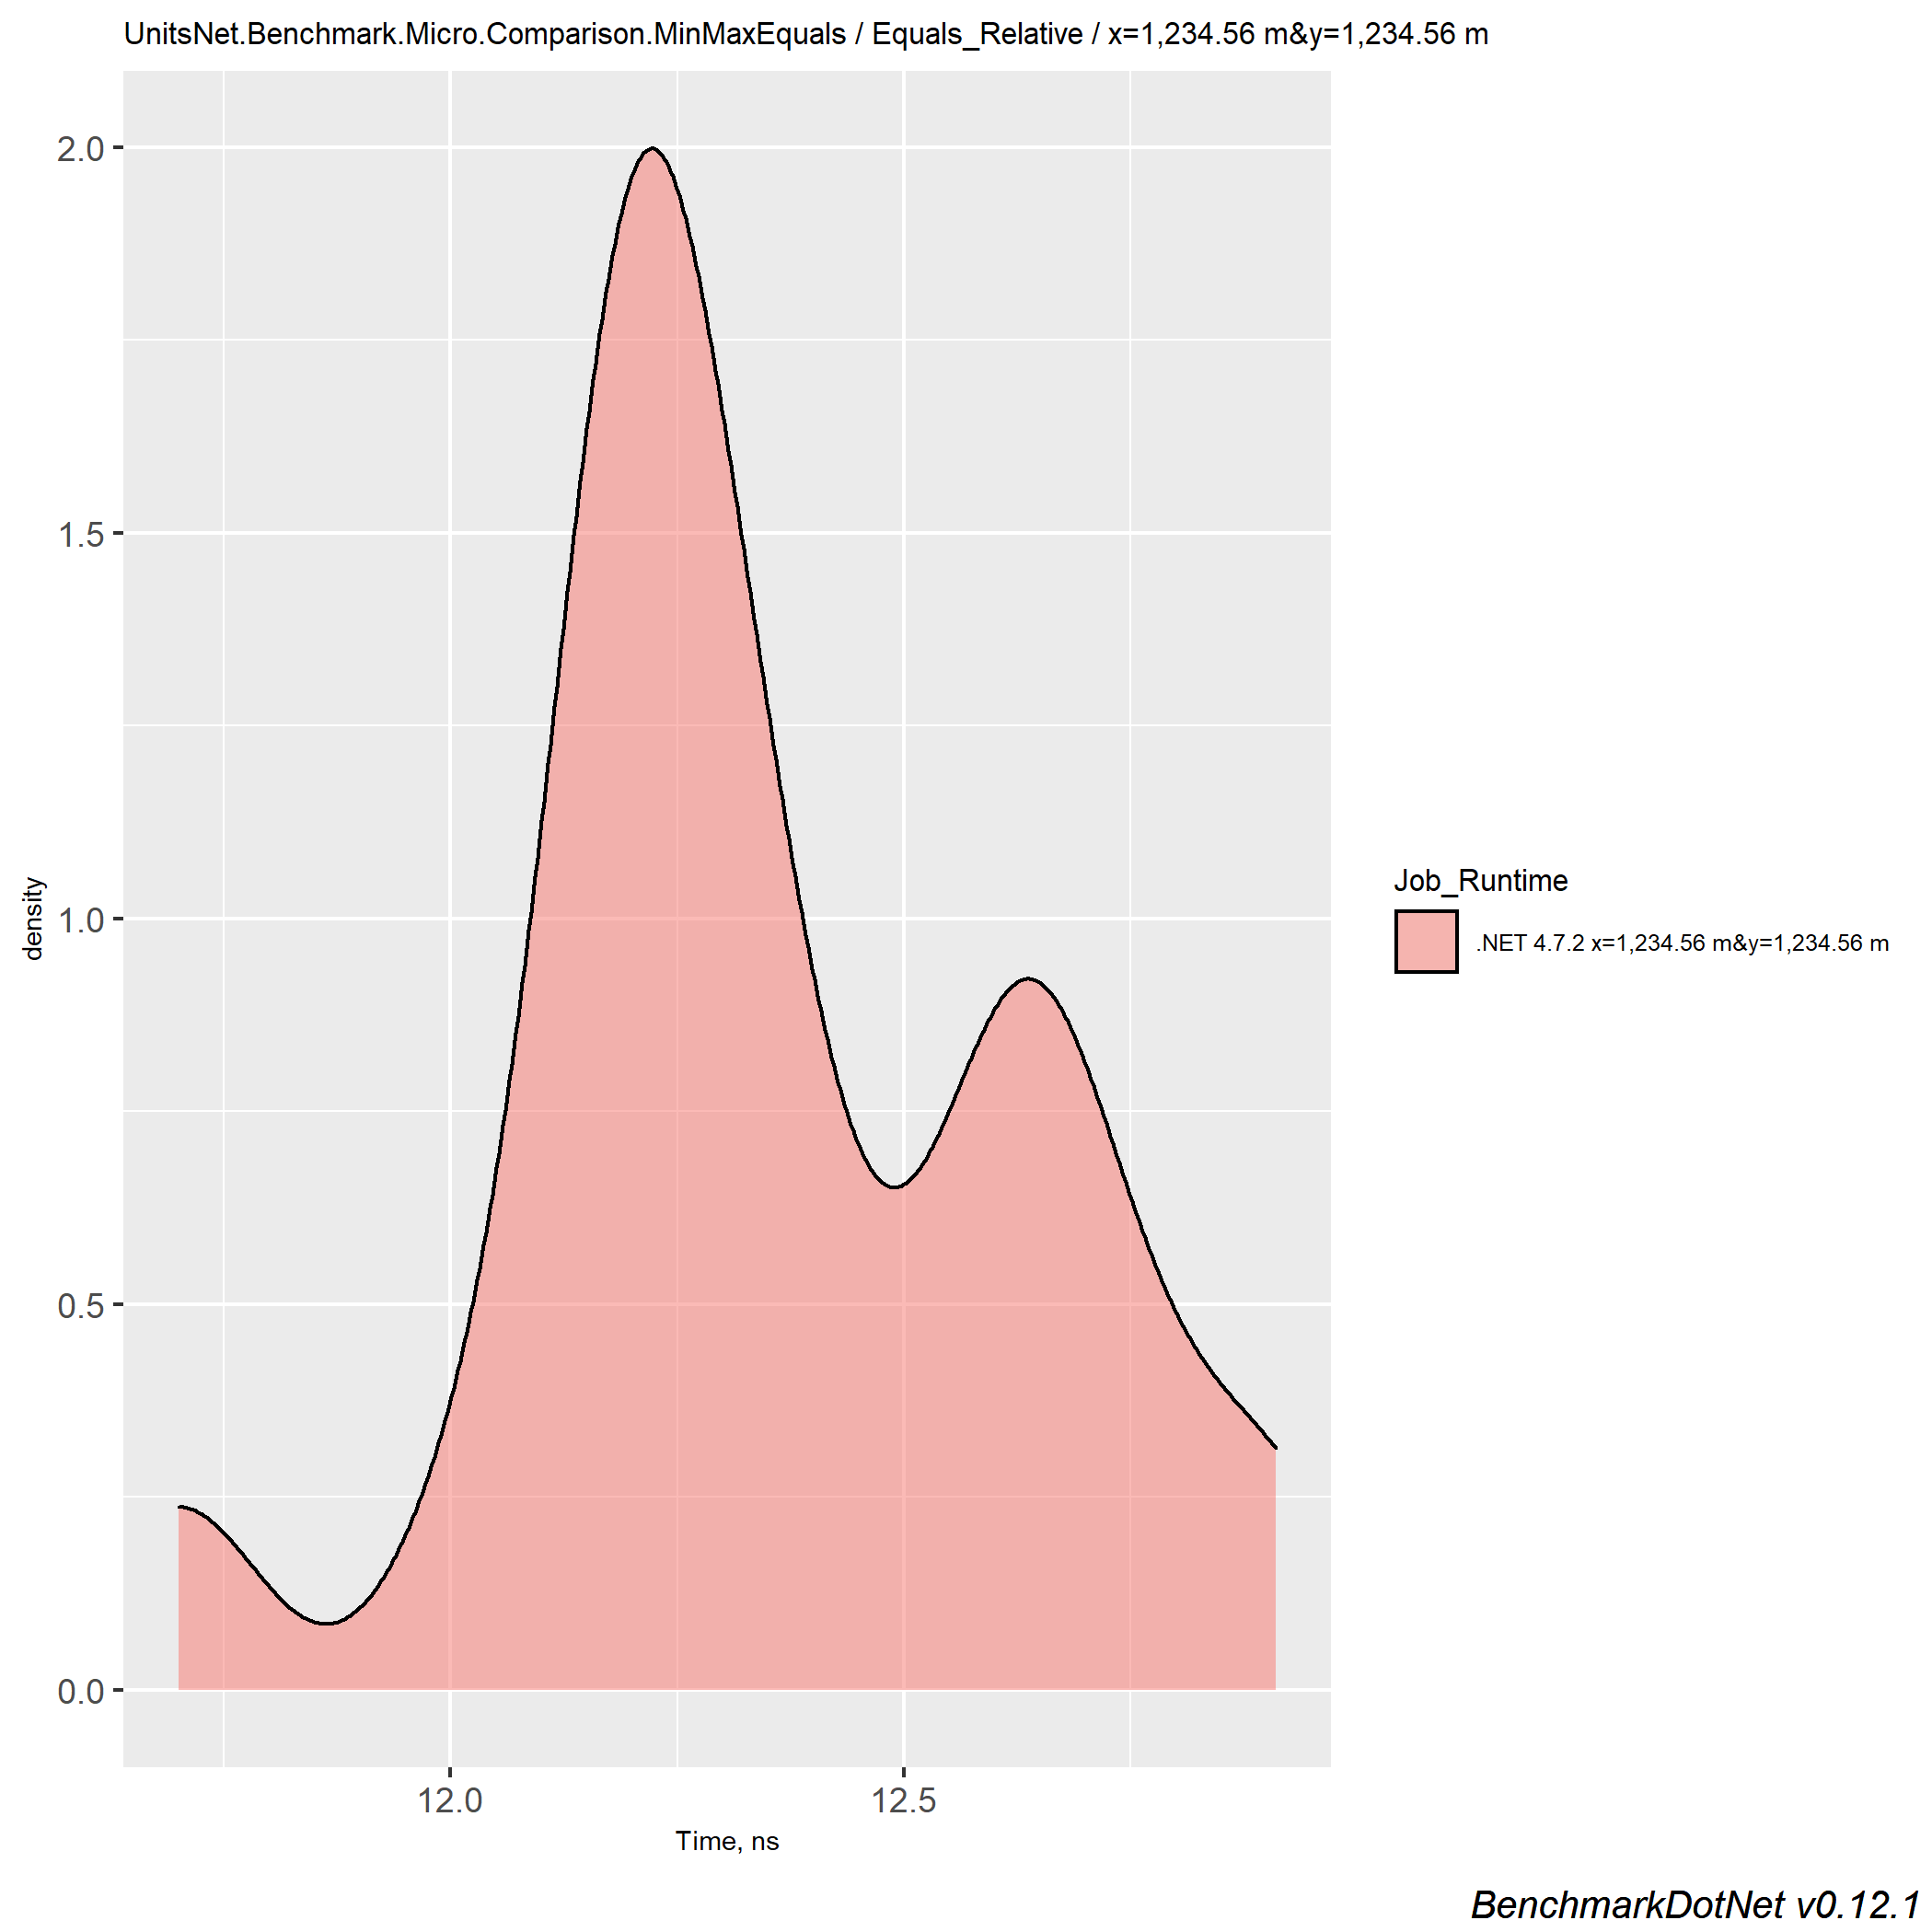 UnitsNet.Benchmark.Micro.Comparison.MinMaxEquals / Equals_Relative / x=1,234.56 m&y=1,234.56 m
2.0
1.5
1.0
0.5
0.0
density
12.0
12.5
Time, ns
Job_Runtime
.NET 4.7.2 x=1,234.56 m&y=1,234.56 m
BenchmarkDotNet v0.12.1